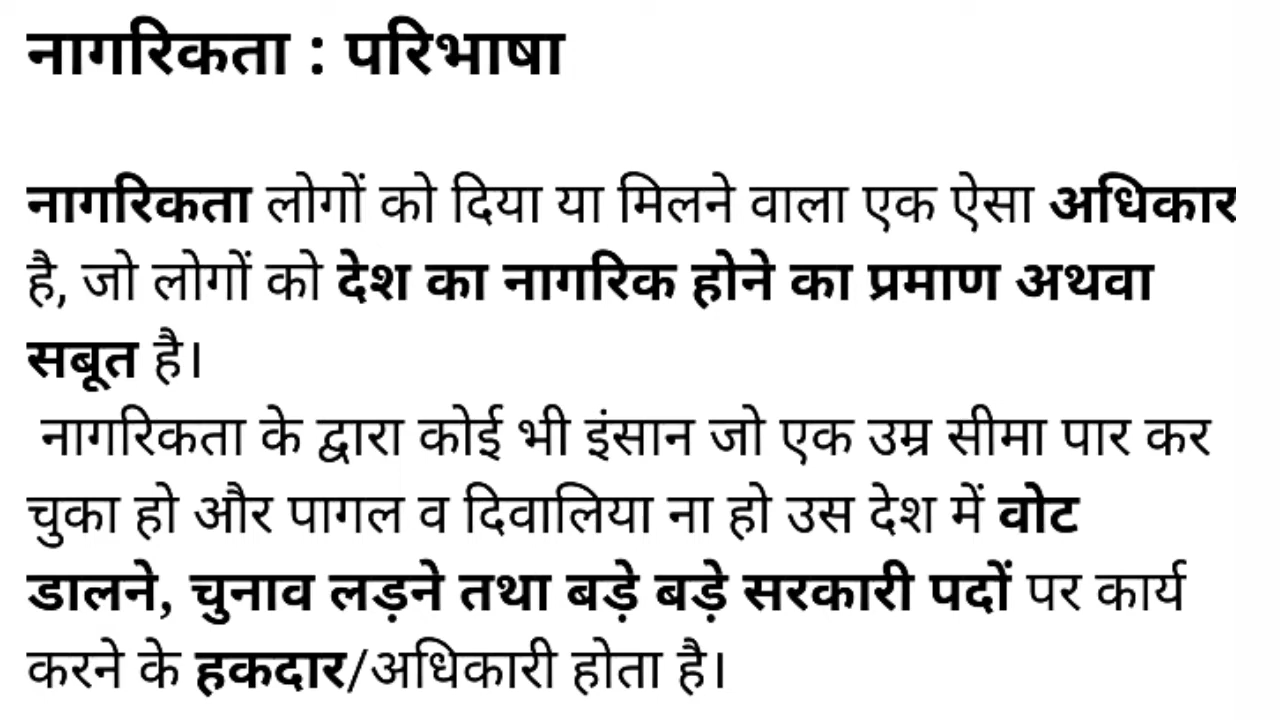 नागरिकता : परिभाषा
नागरिकता लोगों को दिया या मिलने वाला एक ऐसा अधिकार
है, जो लोगों को देश का नागरिक होने का प्रमाण अथवा
सबूत है।
नागरिकता के द्वारा कोई भी इंसान जो एक उम्र सीमा पार कर
चुका हो और पागल व दिवालिया ना हो उस देश में वोट
डालने, चुनाव लड़ने तथा बड़े बड़े सरकारी पदों पर कार्य
करने के हकदार/अधिकारी होता है।